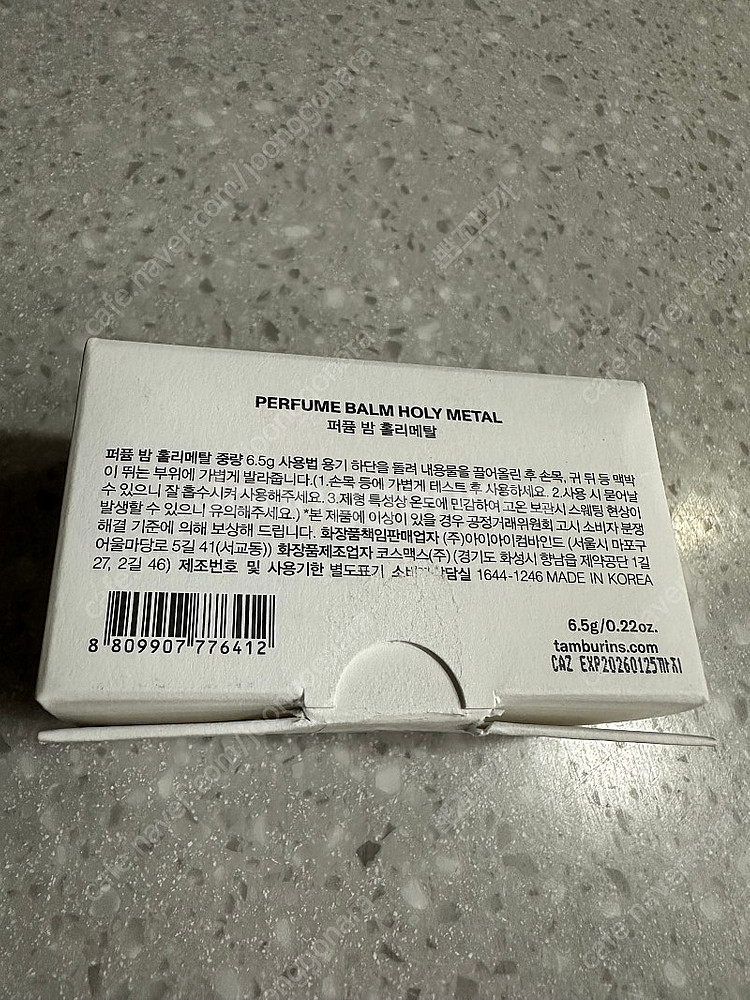 PERFUME BALM HOLY METAL
퍼퓸 밤 홀리메탈
퍼퓸 밤 홀리메탈 중량 6.5g 사용법 용기 하단을 돌려 내용물을 끌어올린 후 손목, 귀 뒤 등 맥박
이 뛰는 부위에 가볍게 발라줍니다.(1.손목 등에 가볍게 테스트 후 사용하세요. 2.사용 시 묻어날
수 있으니 잘 흡수시켜 사용해주세요. 3.제형 특성상 온도에 민감하여 고온 보관시 스웨팅 현상이
발생할 수 있으니 유의해주세요.) *본 제품에 이상이 있을 경우 공정거래위원회 고시 소비자 분쟁
해결 기준에 의해 보상해 드립니다. 화장품책임판매업자 (주)아이아이컴바인드 (서울시 마포구
어울마당로 5길 41(서교동)) 화장품제조업자 코스맥스(주) (경기도 화성시 향남읍 제약공단 1길
27, 2길 46) 제조번호 및 사용기한 별도표기 소비자상담실 1644-1246 MADE IN KOREA
8 809907 776412
6.5g/0.22oz.
tamburins.com
CAZ EXP20260125까지
cafe.naver.com/joonggonara
cafe.naver.com/joonggonara